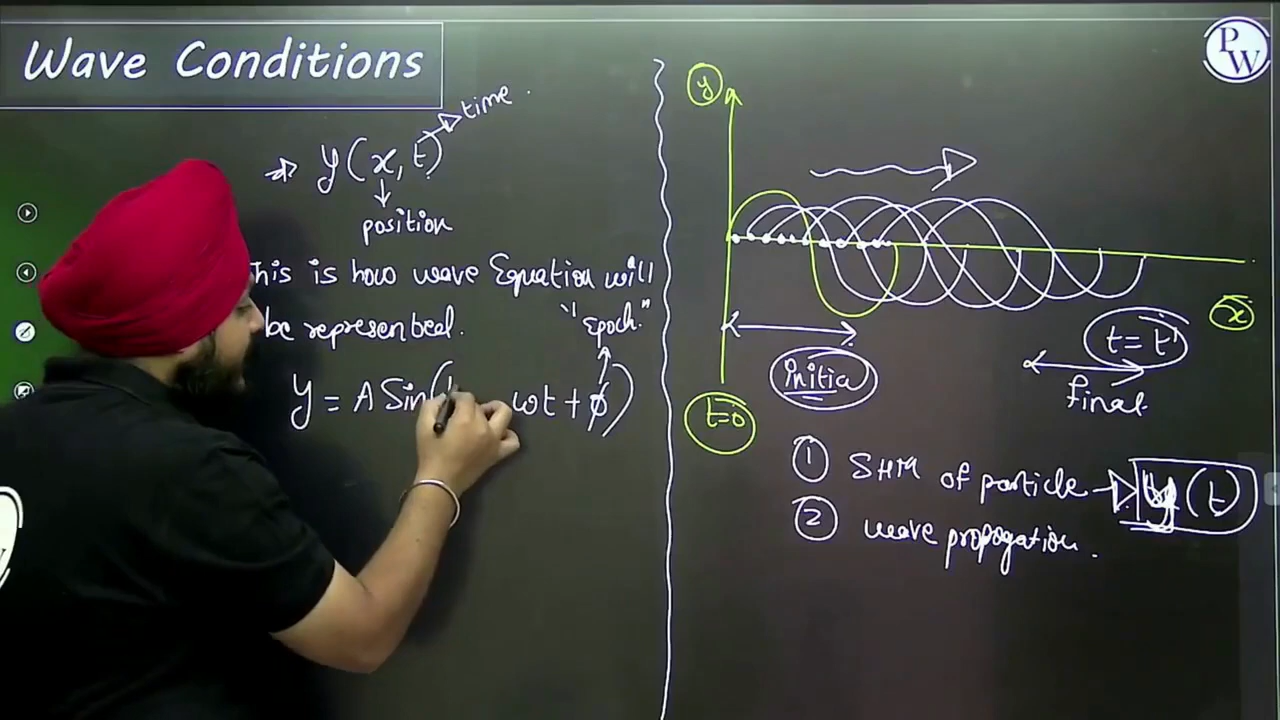 Wave Conditions
PW
time.
y(x, t)
position
This is how wave Equation will
be represented.
"Epoch"
y = A Sin( ωt + φ)
y
x
t=0
initia
t = t'
final
① SHM of particle → y(t)
② wave propogation.